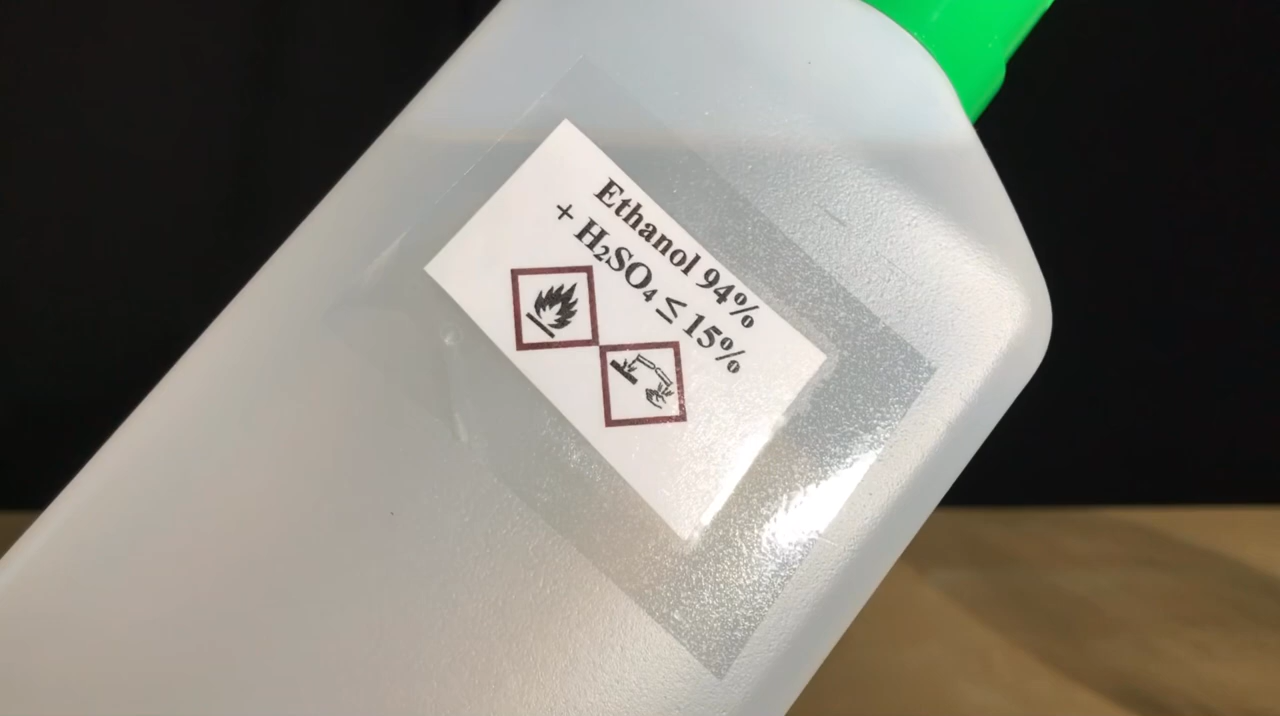 Ethanol 94%
+ H₂SO₄ ≤ 15%